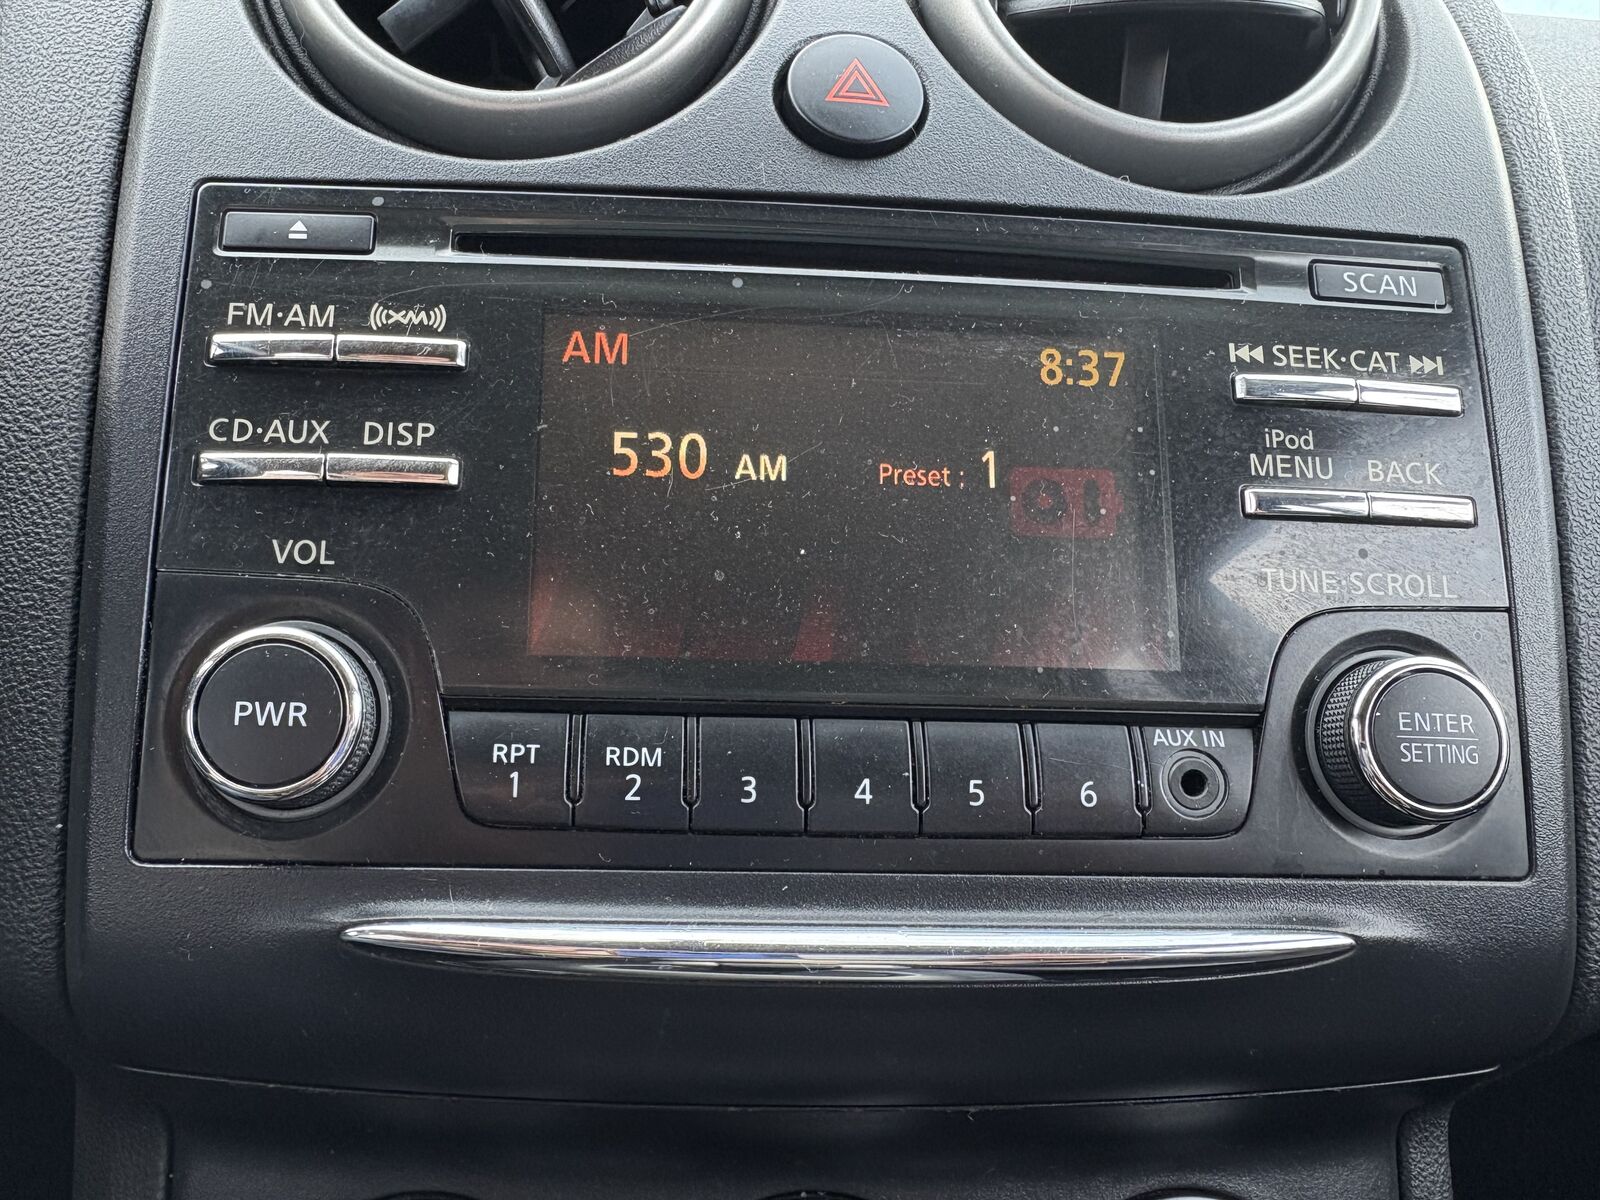 SCAN
FM·AM
XM
AM
8:37
SEEK·CAT
CD·AUX DISP
530 AM
Preset : 1
iPod
MENU BACK
VOL
TUNE·SCROLL
PWR
RPT
1
RDM
2
3
4
5
6
AUX IN
ENTER
SETTING